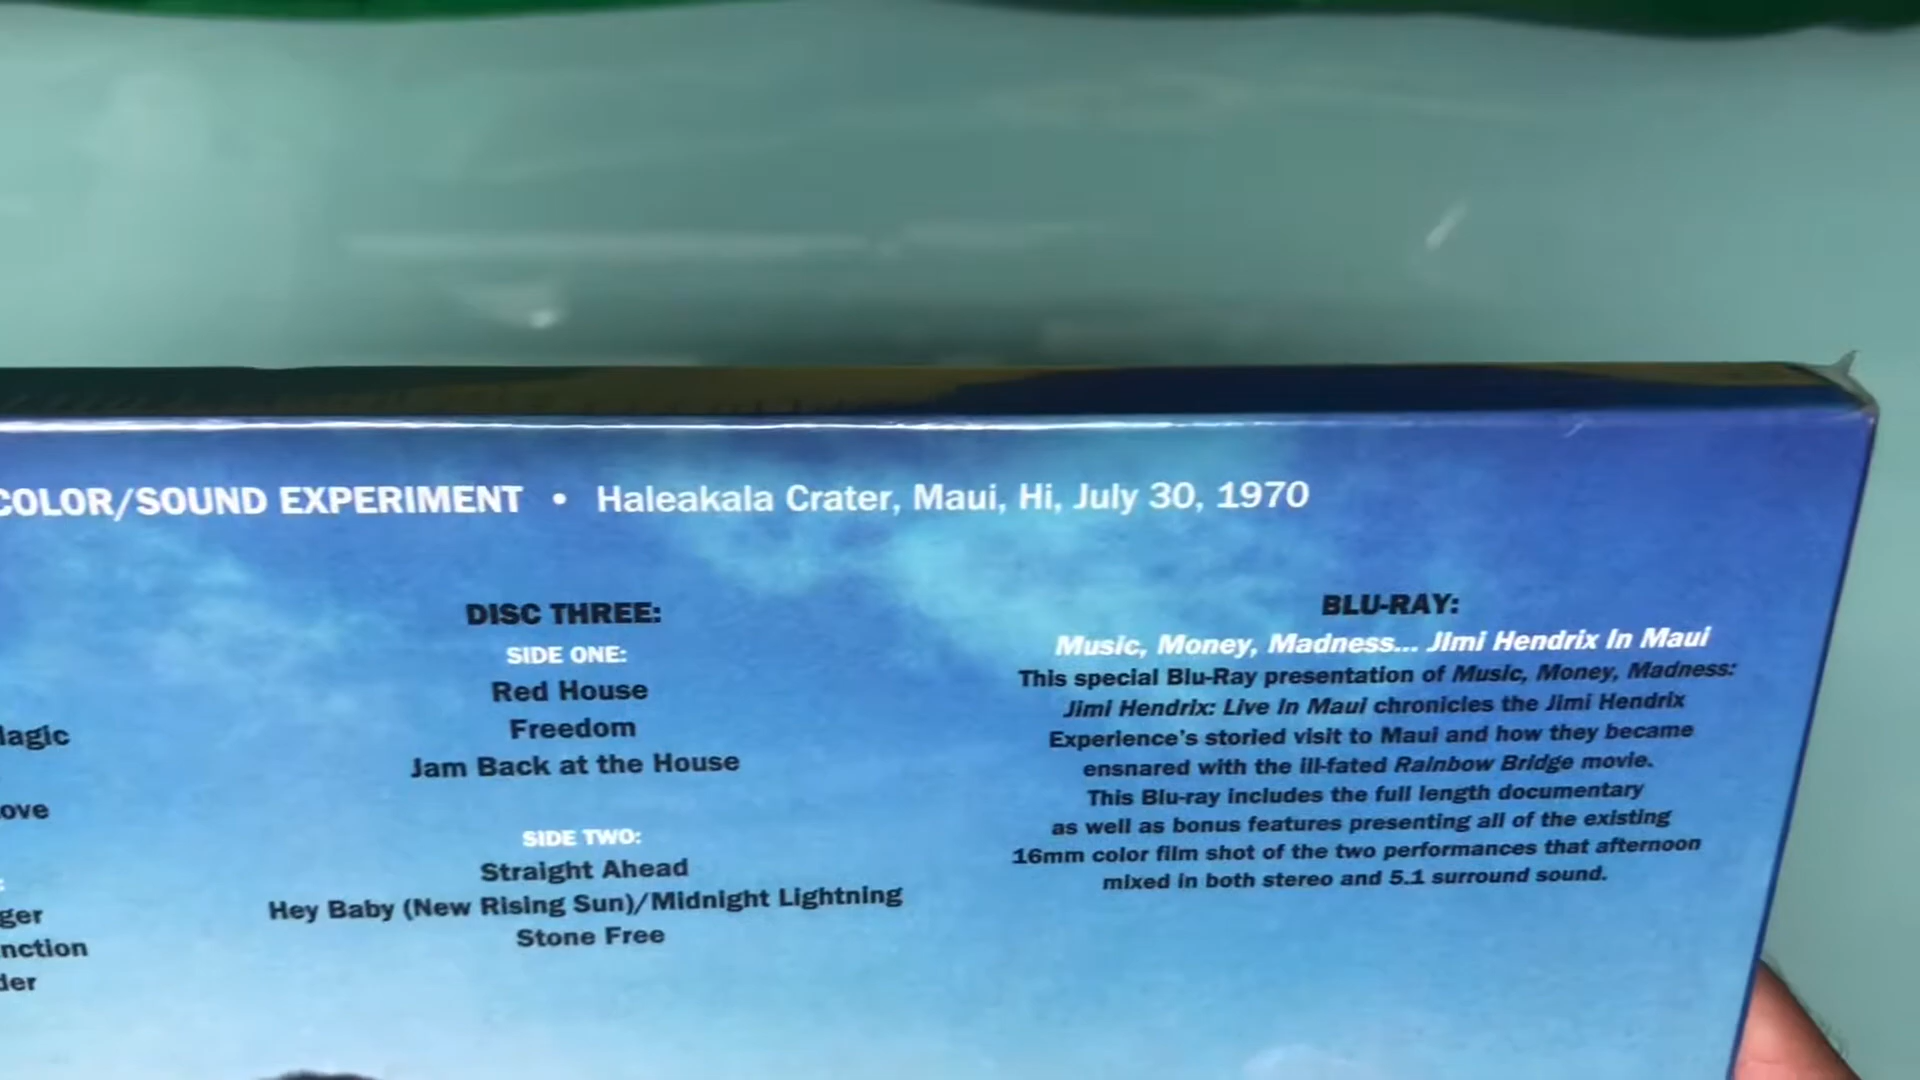 COLOR/SOUND EXPERIMENT • Haleakala Crater, Maui, Hi, July 30, 1970
DISC THREE:
SIDE ONE:
Red House
Freedom
Jam Back at the House
SIDE TWO:
Straight Ahead
Hey Baby (New Rising Sun)/Midnight Lightning
Stone Free
BLU-RAY:
Music, Money, Madness... Jimi Hendrix In Maui
This special Blu-Ray presentation of Music, Money, Madness:
Jimi Hendrix: Live In Maui chronicles the Jimi Hendrix
Experience's storied visit to Maui and how they became
ensnared with the ill-fated Rainbow Bridge movie.
This Blu-ray includes the full length documentary
as well as bonus features presenting all of the existing
16mm color film shot of the two performances that afternoon
mixed in both stereo and 5.1 surround sound.